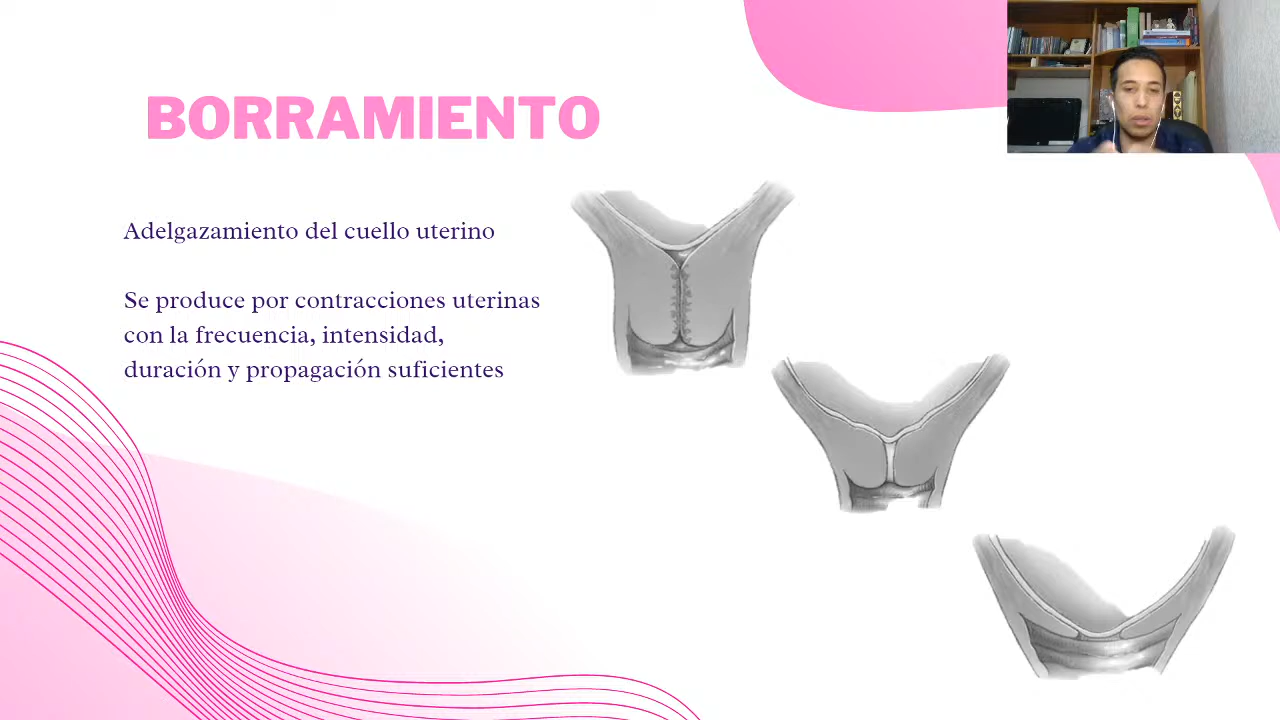 BORRAMIENTO
Adelgazamiento del cuello uterino
Se produce por contracciones uterinas
con la frecuencia, intensidad,
duración y propagación suficientes